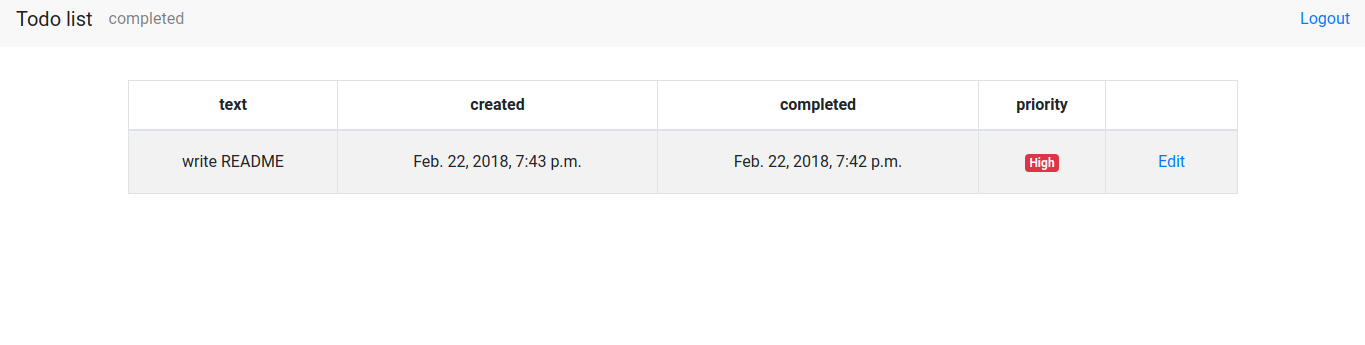 Todo list completed Logout
text created completed priority
write README Feb. 22, 2018, 7:43 p.m. Feb. 22, 2018, 7:42 p.m. High Edit